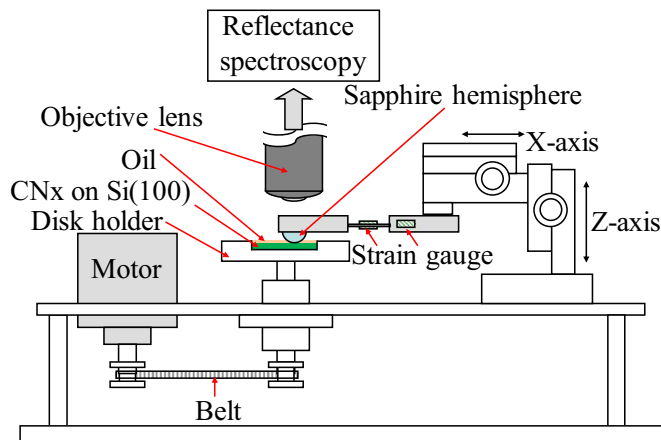 Reflectance
spectroscopy
Sapphire hemisphere
Objective lens
X-axis
Oil
CNx on Si(100)
Disk holder
Z-axis
Strain gauge
Motor
Belt